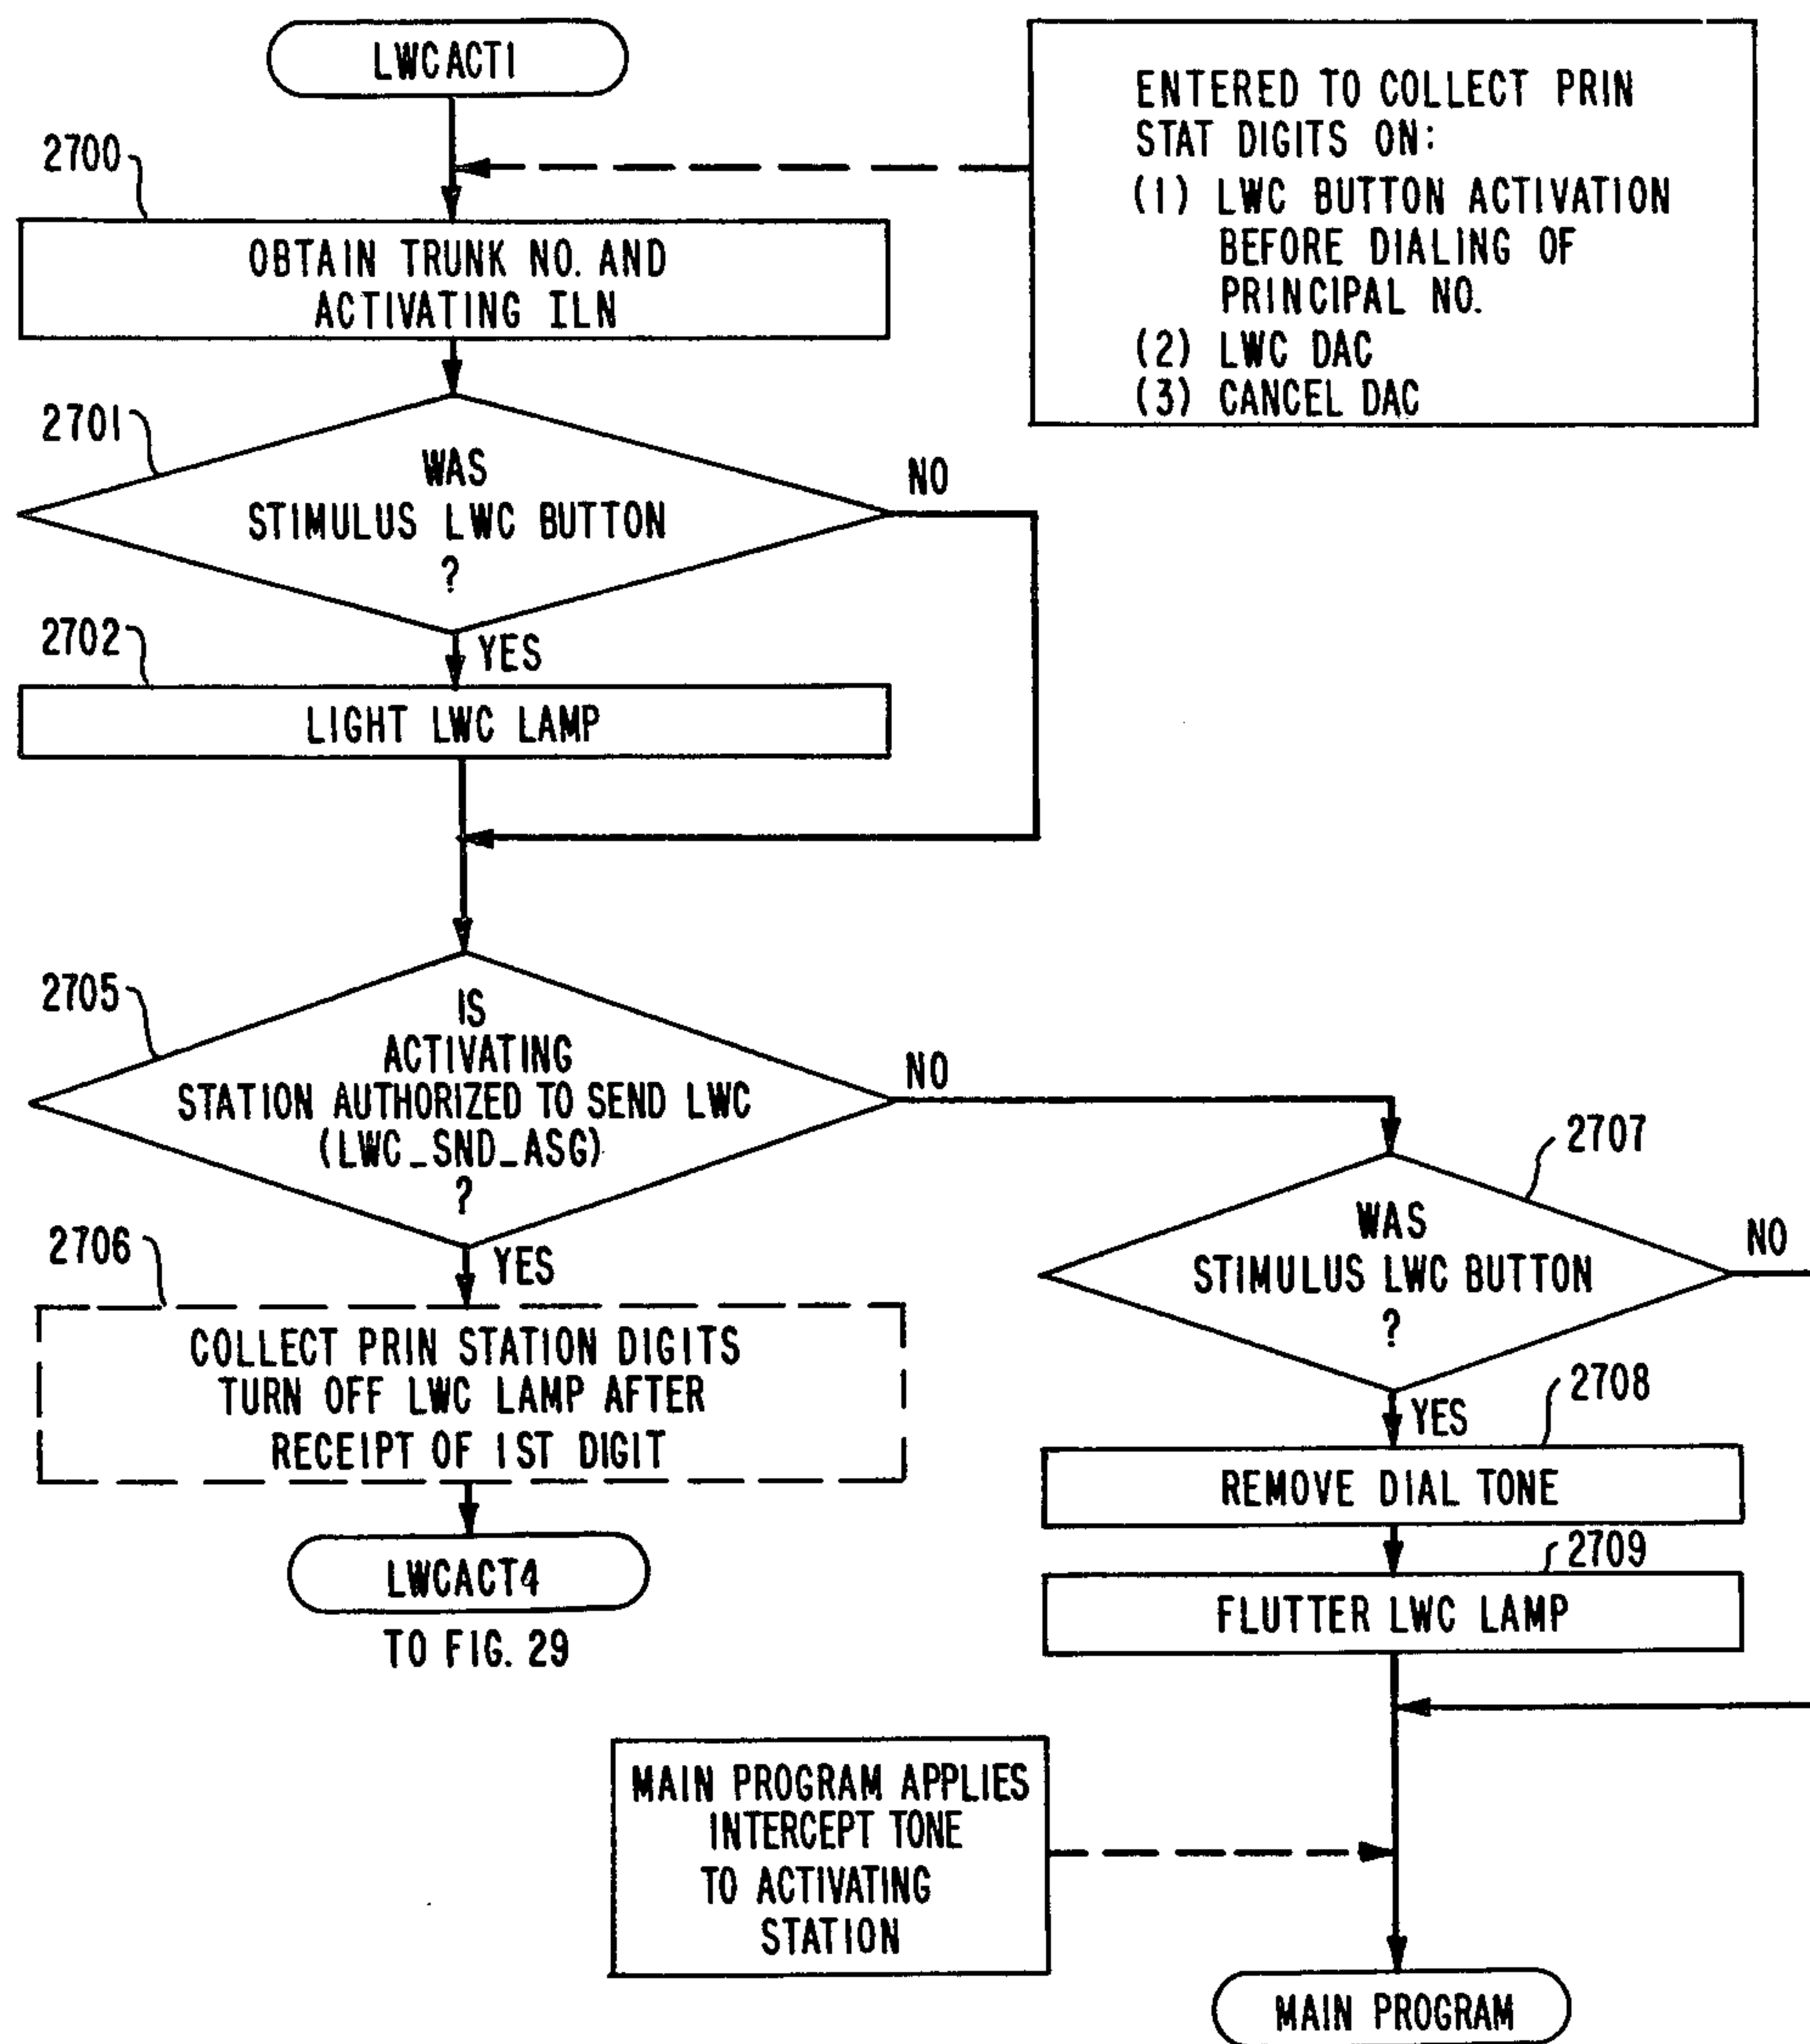 LWCACT1
ENTERED TO COLLECT PRIN
STAT DIGITS ON:
(1) LWC BUTTON ACTIVATION
BEFORE DIALING OF
PRINCIPAL NO.
(2) LWC DAC
(3) CANCEL DAC
2700
OBTAIN TRUNK NO. AND
ACTIVATING ILN
2701
WAS
STIMULUS LWC BUTTON
?
NO
YES
2702
LIGHT LWC LAMP
2705
IS
ACTIVATING
STATION AUTHORIZED TO SEND LWC
(LWC_SND_ASG)
?
NO
YES
2706
COLLECT PRIN STATION DIGITS
TURN OFF LWC LAMP AFTER
RECEIPT OF 1ST DIGIT
LWCACT4
TO FIG. 29
2707
WAS
STIMULUS LWC BUTTON
?
NO
YES
2708
REMOVE DIAL TONE
2709
FLUTTER LWC LAMP
MAIN PROGRAM APPLIES
INTERCEPT TONE
TO ACTIVATING
STATION
MAIN PROGRAM